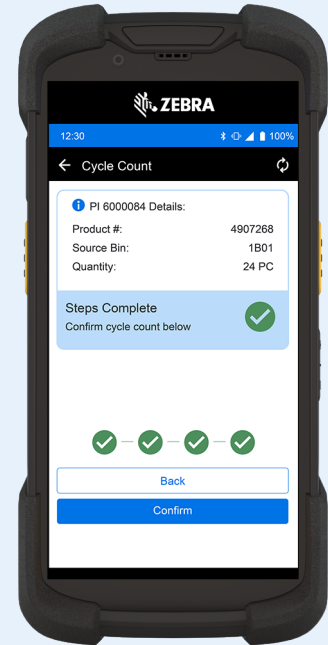 ZEBRA
12:30 100%
Cycle Count
PI 6000084 Details:
Product #: 4907268
Source Bin: 1B01
Quantity: 24 PC
Steps Complete
Confirm cycle count below
Back
Confirm